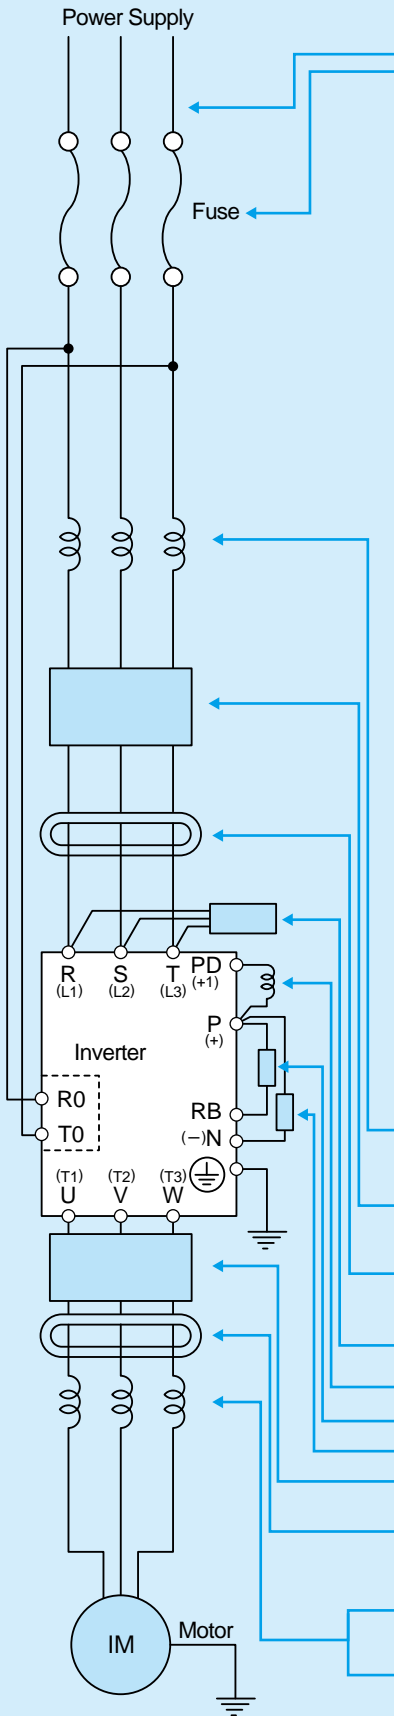 Power Supply
Fuse
R S T PD
(L1) (L2) (L3) (+1)
P
(+)
Inverter
R0
RB
T0
(−)N
(T1) (T2) (T3)
U V W
Motor
IM